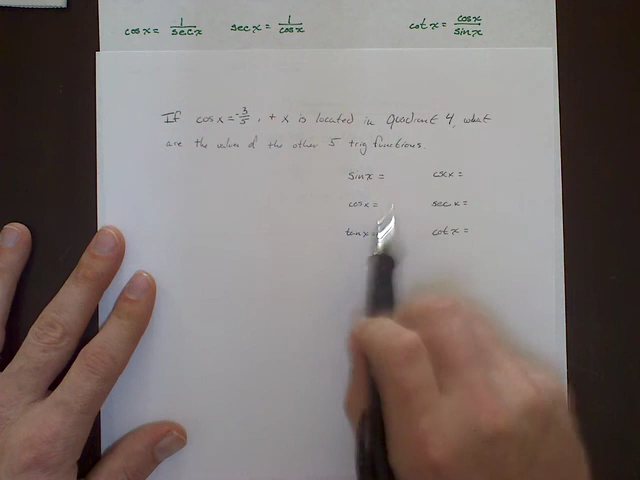 cos x = 1/sec x sec x = 1/cos x cot x = cos x/sin x
If cos x = -3/5, + x is located in Quadrant 4, what
are the values of the other 5 trig functions.
sin x = csc x =
cos x = sec x =
tan x = cot x =